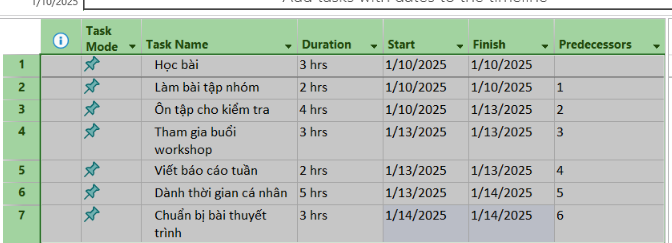 1/10/2025
Add tasks with dates to the timeline
Task Mode Task Name Duration Start Finish Predecessors
1 Học bài 3 hrs 1/10/2025 1/10/2025
2 Làm bài tập nhóm 2 hrs 1/10/2025 1/10/2025 1
3 Ôn tập cho kiểm tra 4 hrs 1/10/2025 1/13/2025 2
4 Tham gia buổi 3 hrs 1/13/2025 1/13/2025 3
workshop
5 Viết báo cáo tuần 2 hrs 1/13/2025 1/13/2025 4
6 Dành thời gian cá nhân 5 hrs 1/13/2025 1/14/2025 5
7 Chuẩn bị bài thuyết 3 hrs 1/14/2025 1/14/2025 6
trình